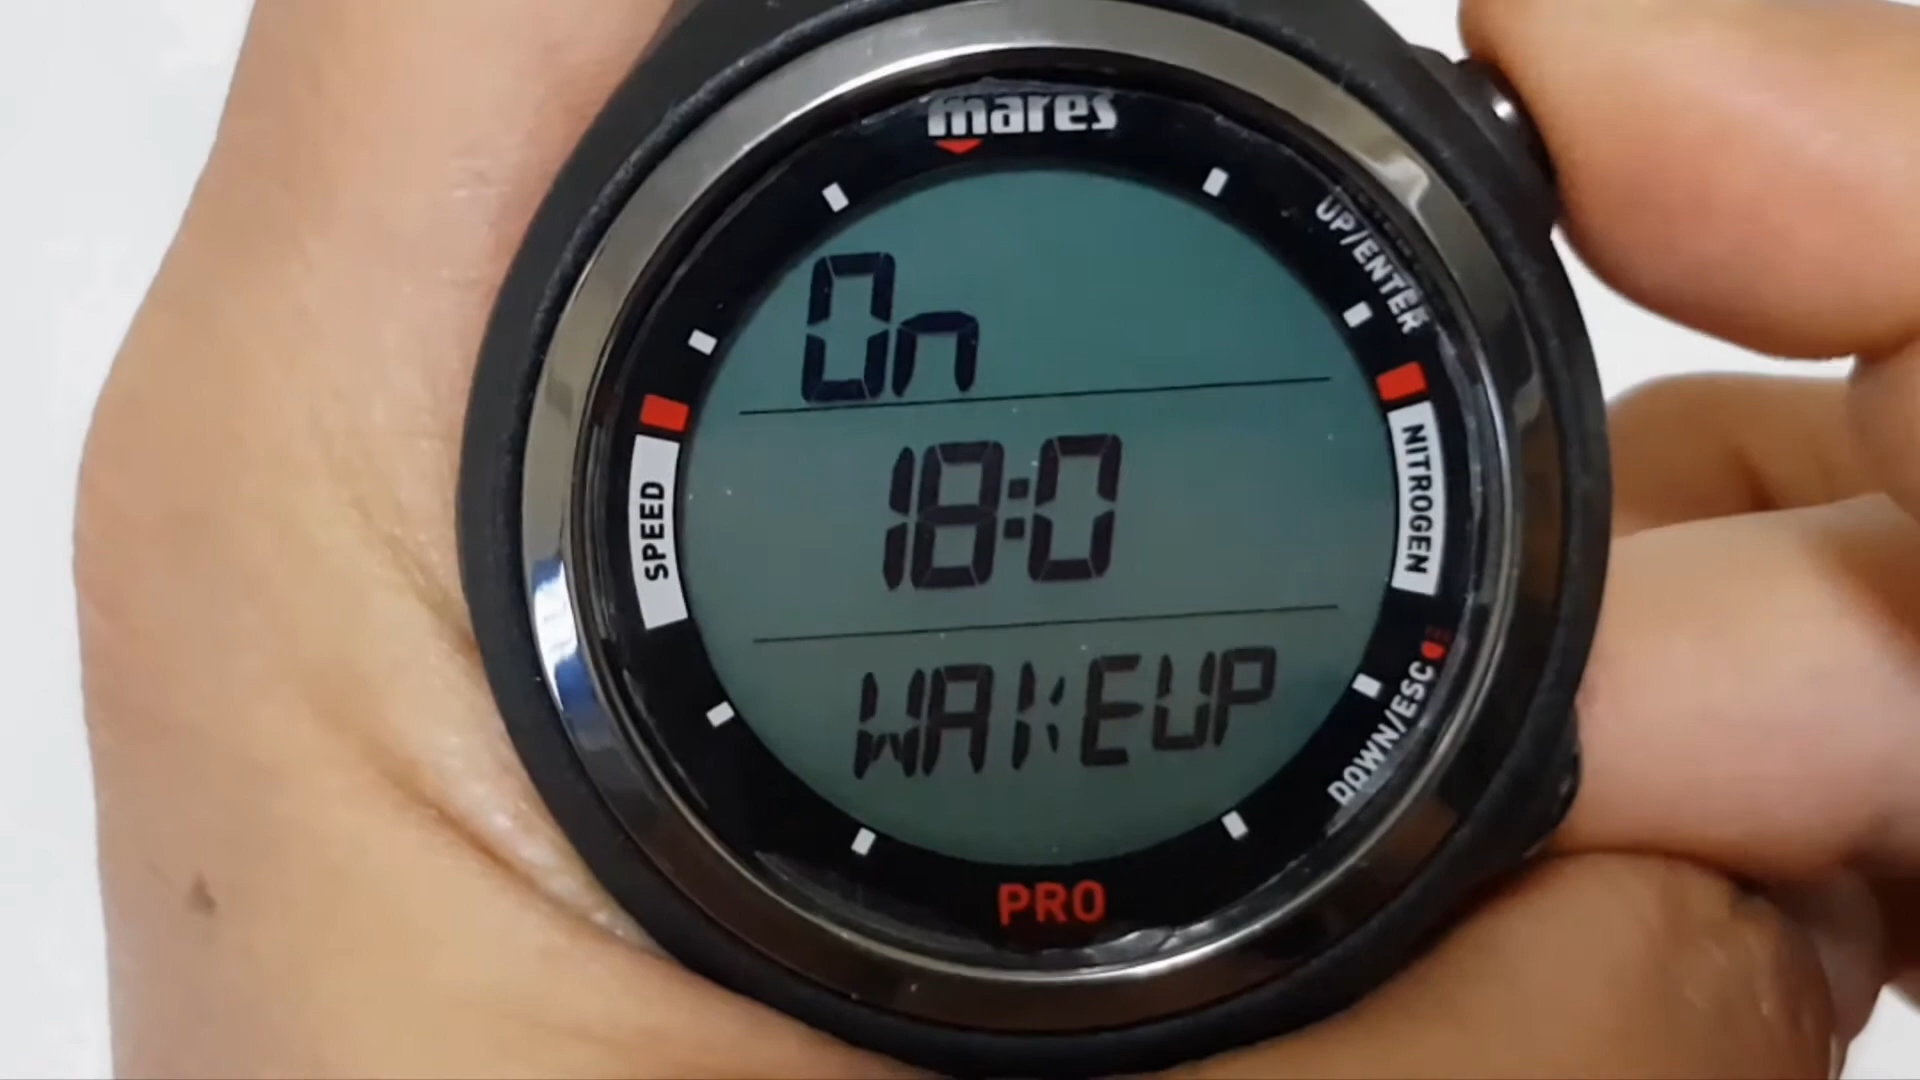 mares
UP/ENTER
On
SPEED
18:0
NITROGEN
WAKEUP
DOWN/ESC
PRO